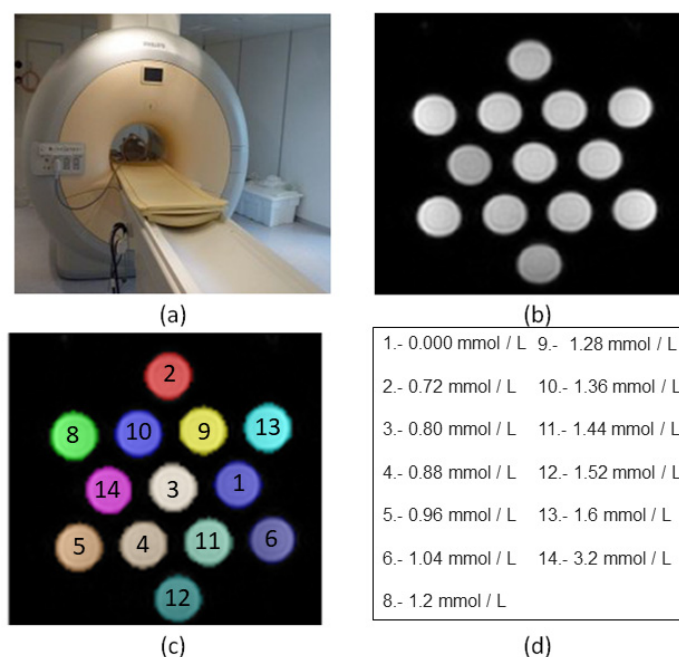 PHILIPS
(a)
(b)
2
8 10 9 13
14 3 1
5 4 11 6
12
(c)
1.- 0.000 mmol / L 9.- 1.28 mmol / L
2.- 0.72 mmol / L 10.- 1.36 mmol / L
3.- 0.80 mmol / L 11.- 1.44 mmol / L
4.- 0.88 mmol / L 12.- 1.52 mmol / L
5.- 0.96 mmol / L 13.- 1.6 mmol / L
6.- 1.04 mmol / L 14.- 3.2 mmol / L
8.- 1.2 mmol / L
(d)